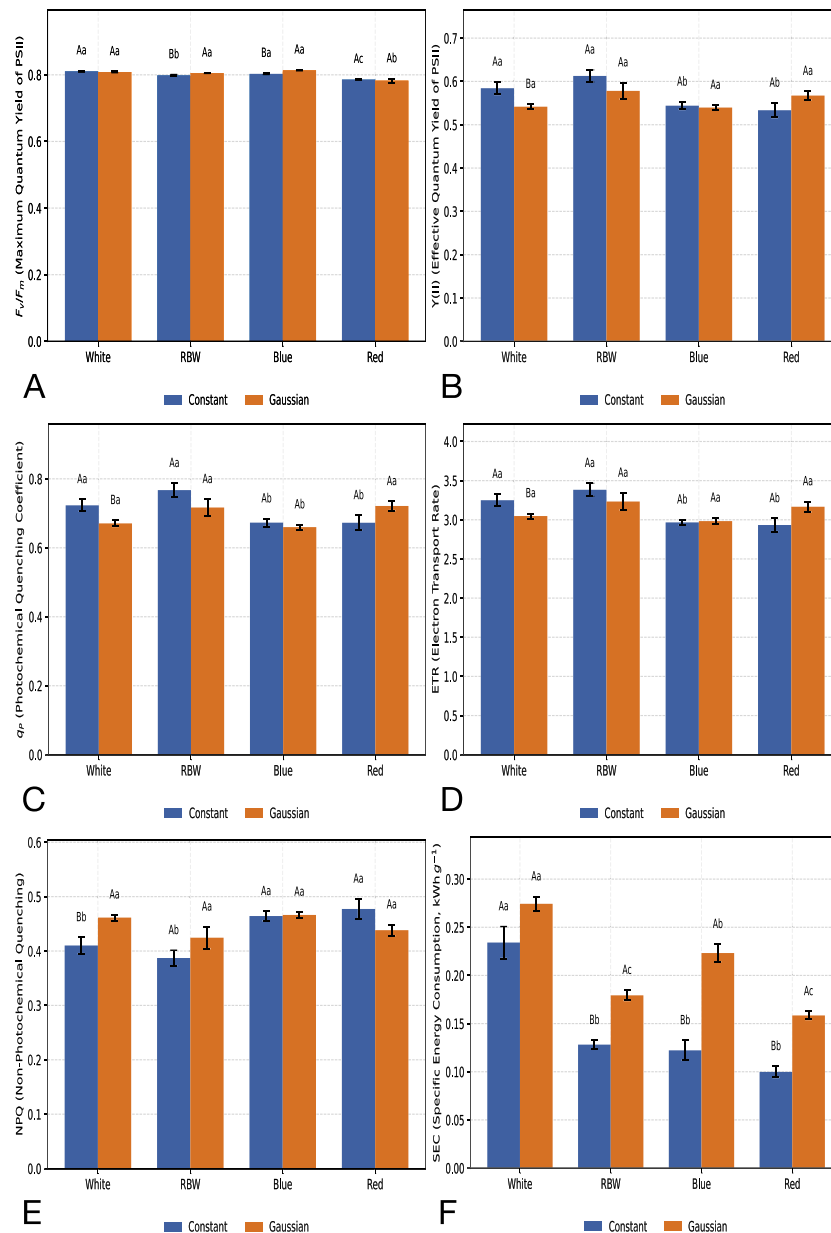 Fv/Fm (Maximum Quantum Yield of PSII)
0.8
0.6
0.4
0.2
0.0
Aa Aa Bb Aa Ba Aa Ac Ab
White RBW Blue Red
A
Constant Gaussian
Y(II) (Effective Quantum Yield of PSII)
0.7
0.6
0.5
0.4
0.3
0.2
0.1
0.0
Aa Ba Aa Aa Ab Aa Ab Aa
White RBW Blue Red
B
Constant Gaussian
qP (Photochemical Quenching Coefficient)
0.8
0.6
0.4
0.2
0.0
Aa Ba Aa Aa Ab Ab Ab Aa
White RBW Blue Red
C
Constant Gaussian
ETR (Electron Transport Rate)
4.0
3.5
3.0
2.5
2.0
1.5
1.0
0.5
0.0
Aa Ba Aa Aa Ab Aa Ab Aa
White RBW Blue Red
D
Constant Gaussian
NPQ (Non-Photochemical Quenching)
0.6
0.5
0.4
0.3
0.2
0.1
0.0
Bb Aa Ab Aa Aa Aa Aa Aa
White RBW Blue Red
E
Constant Gaussian
SEC (Specific Energy Consumption, kWh g⁻¹)
0.30
0.25
0.20
0.15
0.10
0.05
0.00
Aa Aa Bb Ac Bb Ab Bb Ac
White RBW Blue Red
F
Constant Gaussian